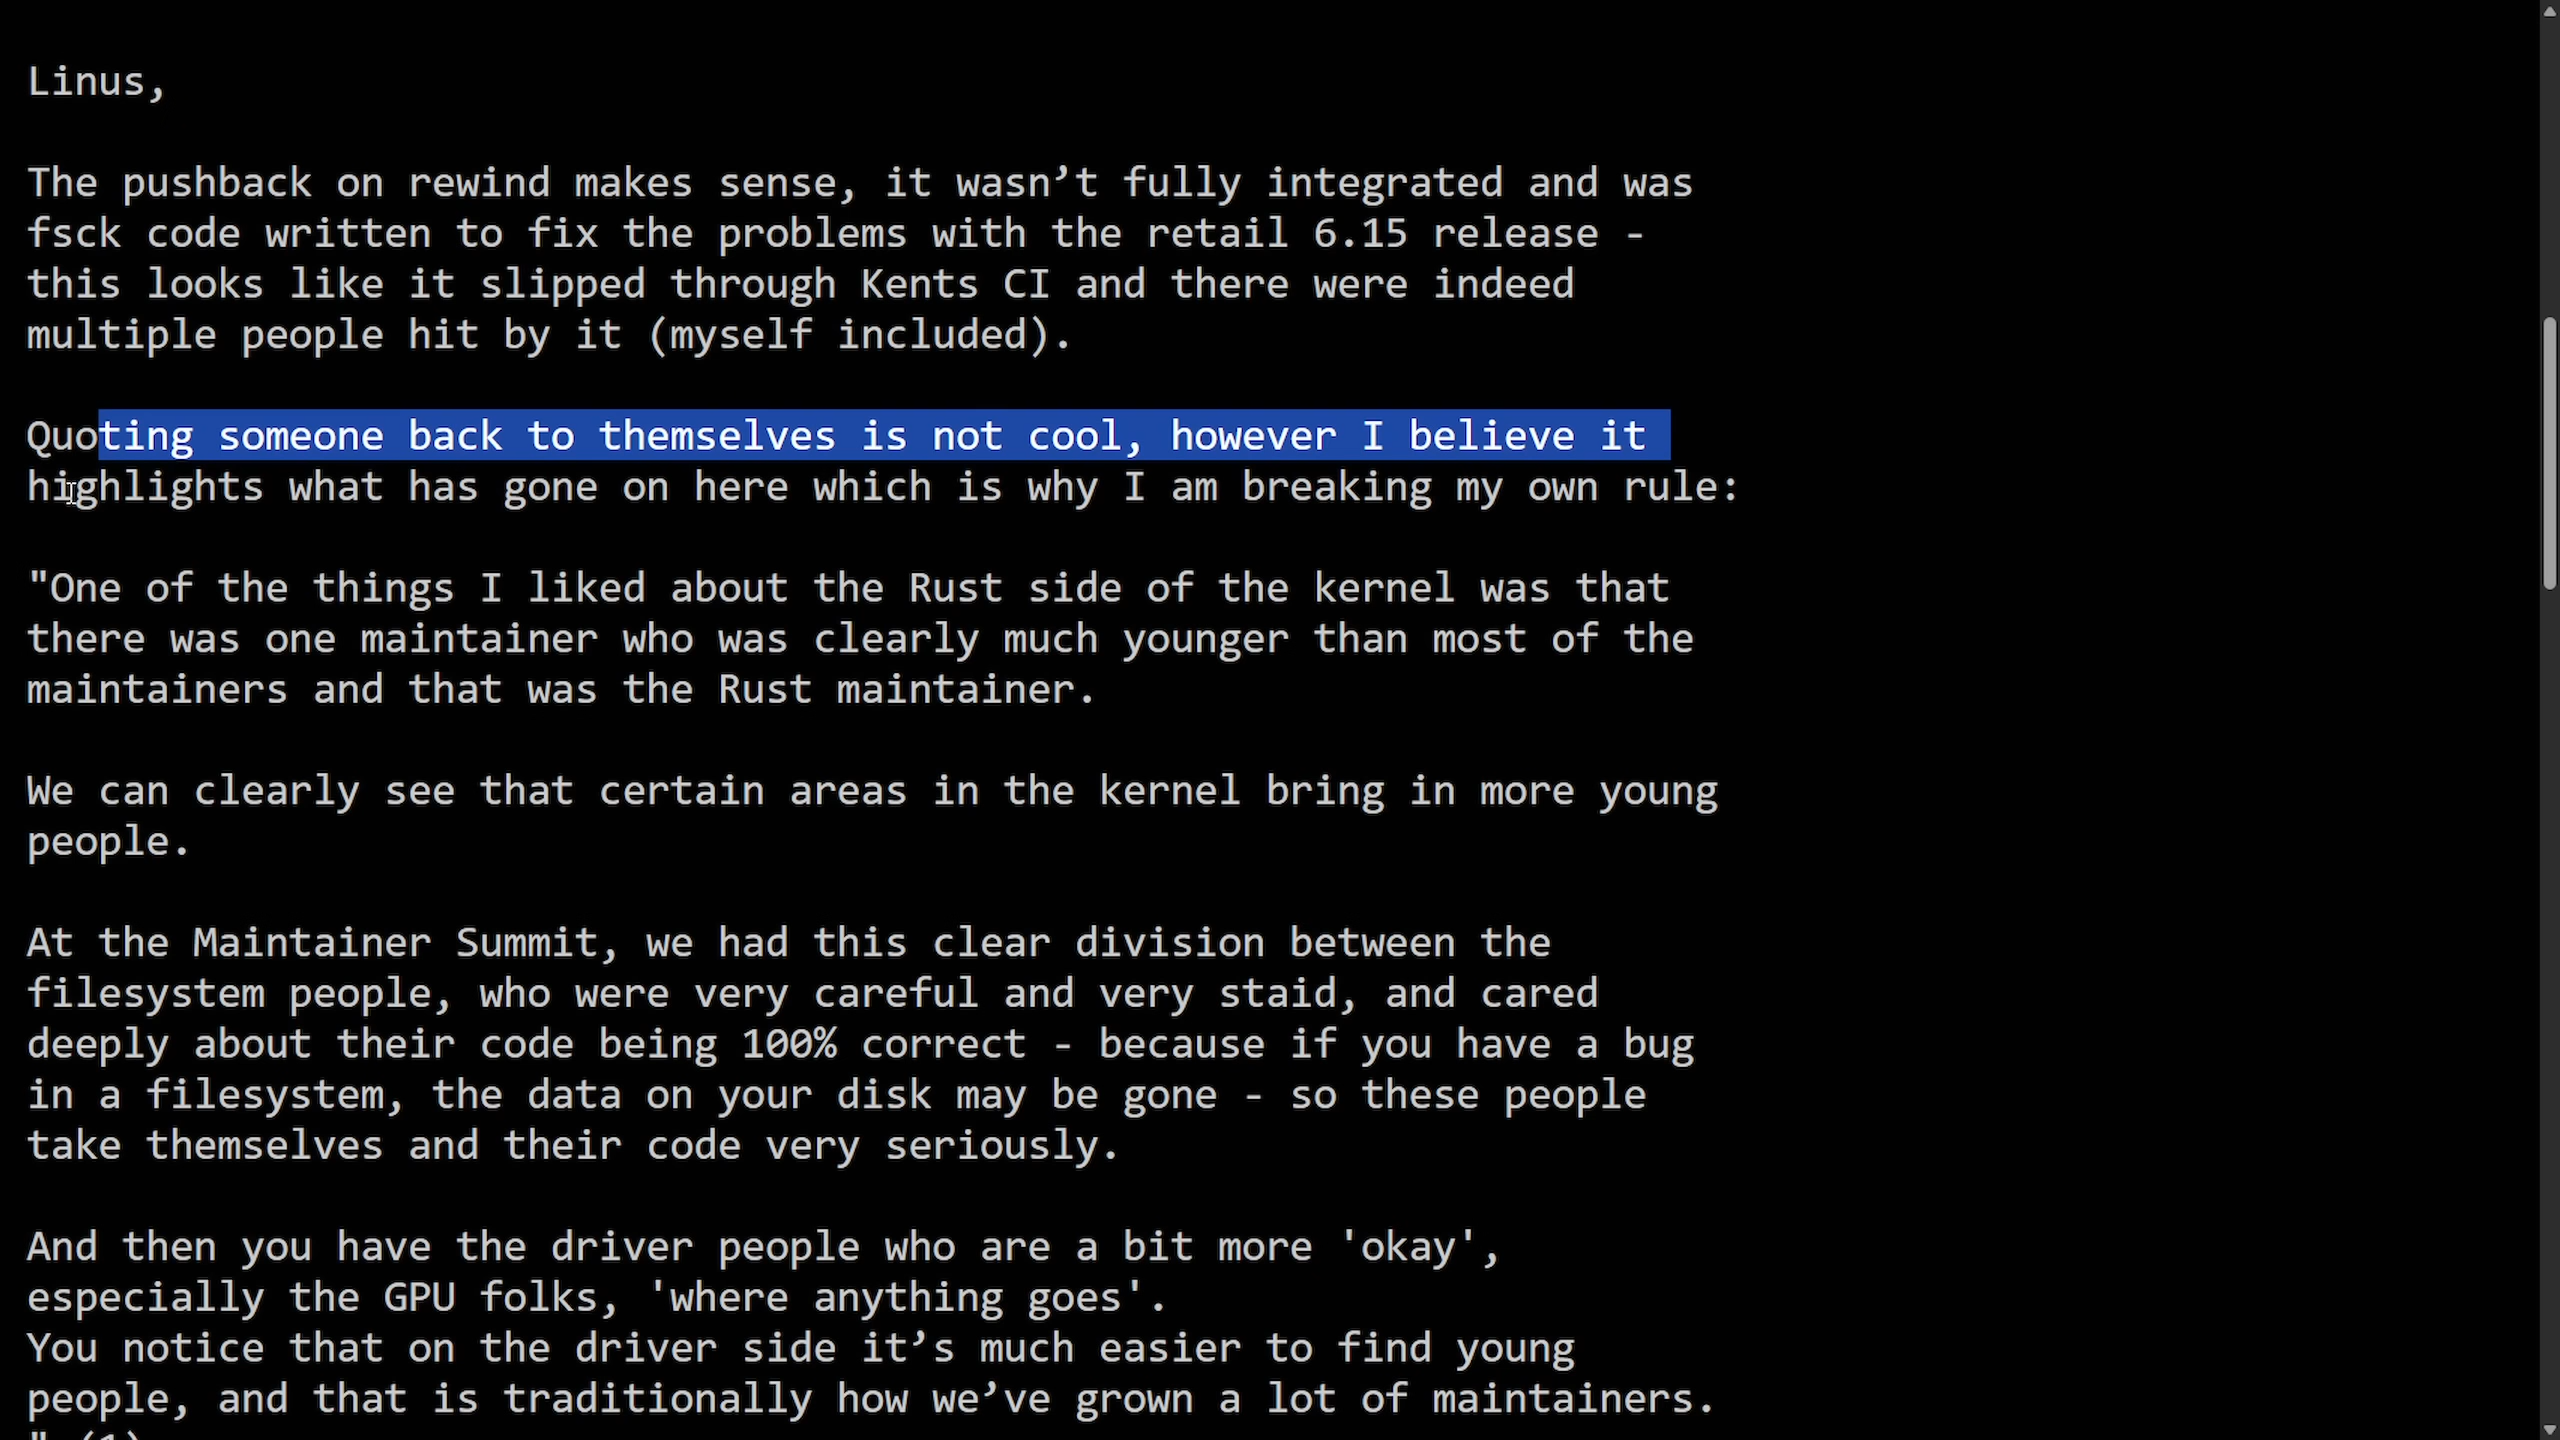 Linus,
The pushback on rewind makes sense, it wasn’t fully integrated and was
fsck code written to fix the problems with the retail 6.15 release -
this looks like it slipped through Kents CI and there were indeed
multiple people hit by it (myself included).
Quoting someone back to themselves is not cool, however I believe it
highlights what has gone on here which is why I am breaking my own rule:
"One of the things I liked about the Rust side of the kernel was that
there was one maintainer who was clearly much younger than most of the
maintainers and that was the Rust maintainer.
We can clearly see that certain areas in the kernel bring in more young
people.
At the Maintainer Summit, we had this clear division between the
filesystem people, who were very careful and very staid, and cared
deeply about their code being 100% correct - because if you have a bug
in a filesystem, the data on your disk may be gone - so these people
take themselves and their code very seriously.
And then you have the driver people who are a bit more 'okay',
especially the GPU folks, 'where anything goes'.
You notice that on the driver side it’s much easier to find young
people, and that is traditionally how we’ve grown a lot of maintainers.
" (1)